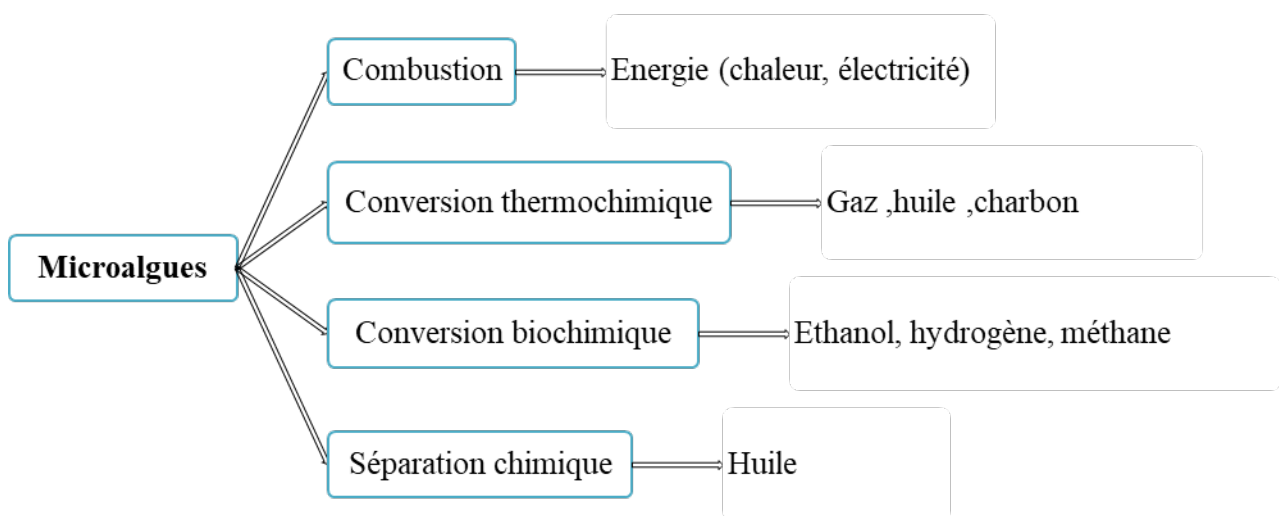 Combustion
Energie (chaleur, électricité)
Conversion thermochimique
Gaz ,huile ,charbon
Microalgues
Conversion biochimique
Ethanol, hydrogène, méthane
Séparation chimique
Huile